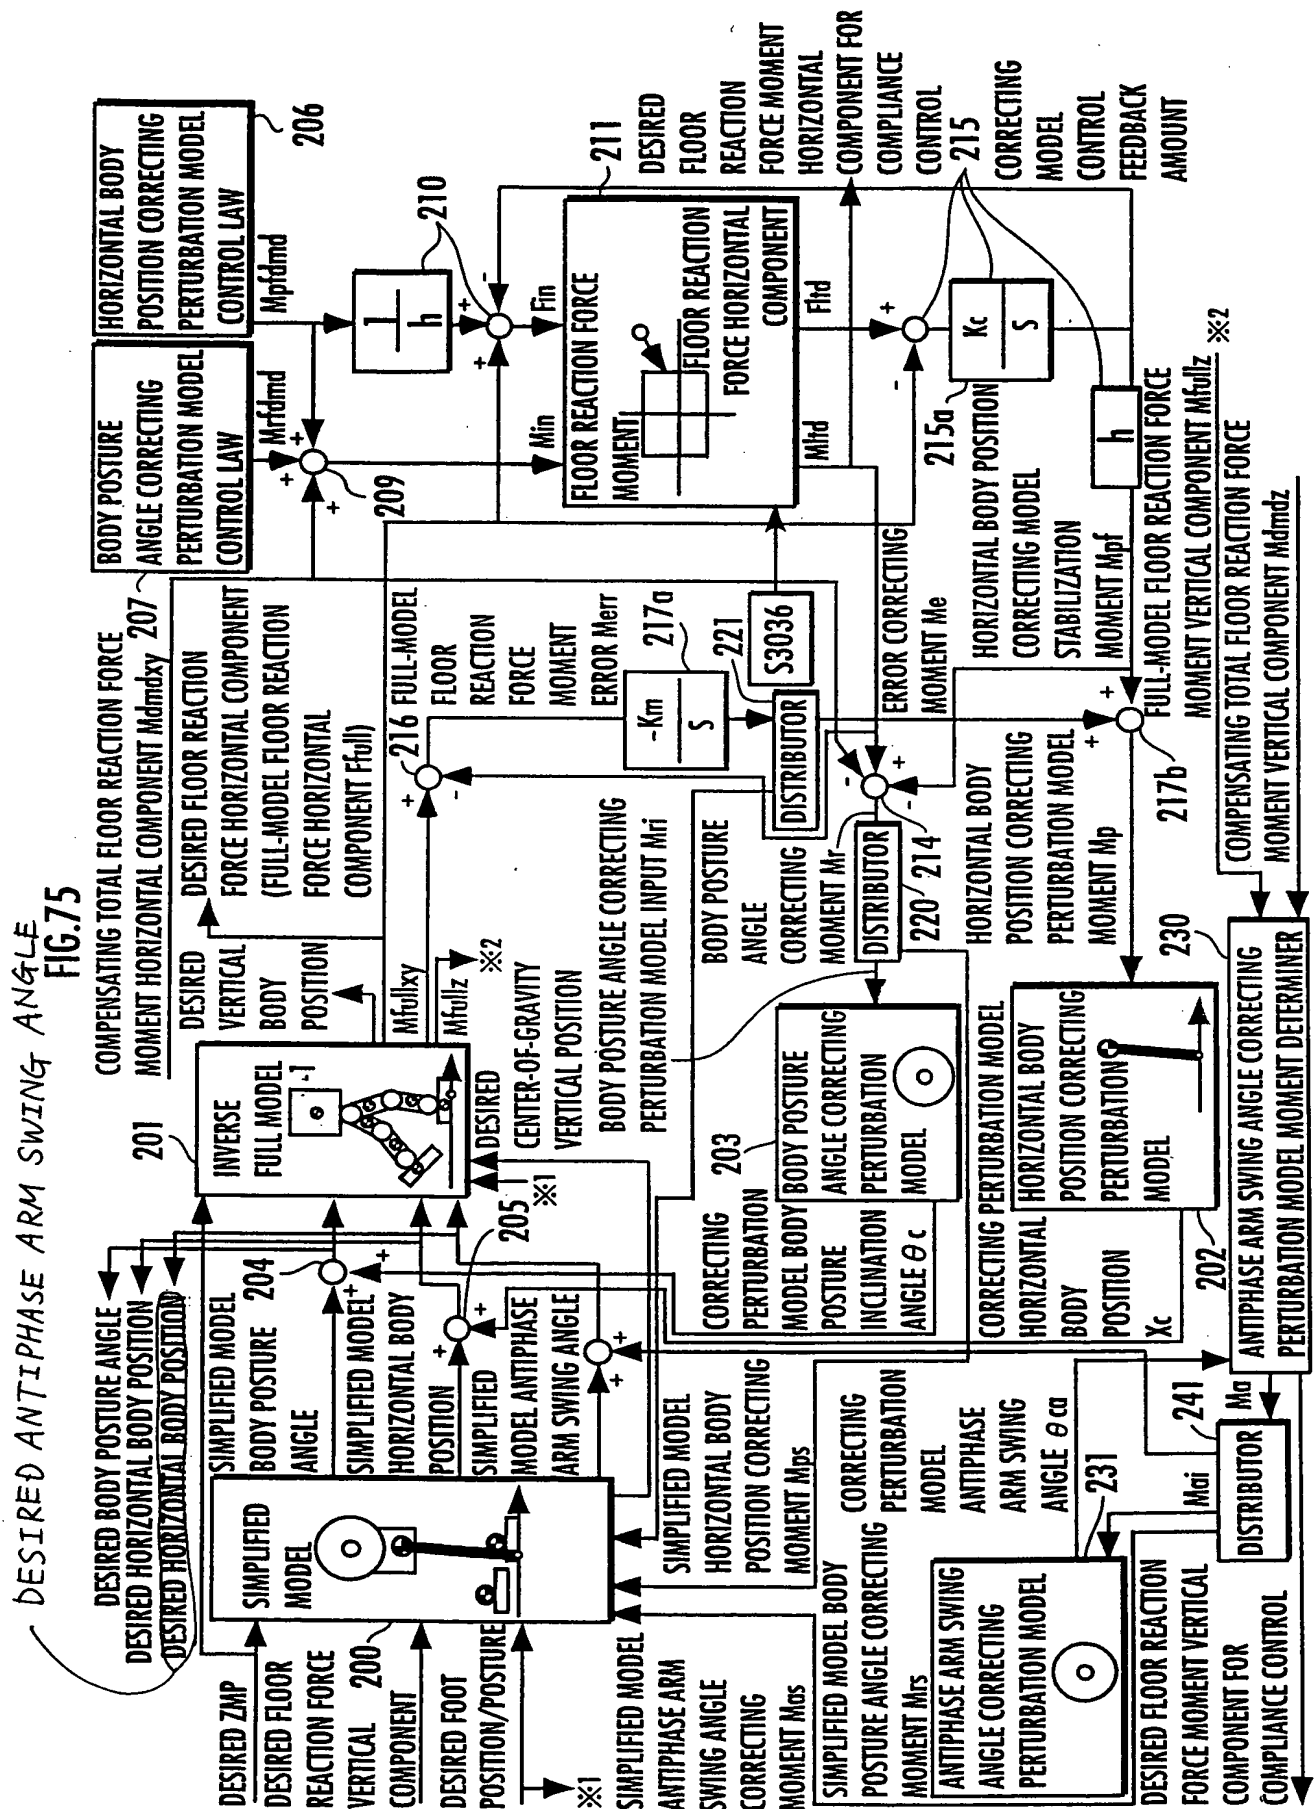 DESIRED ANTIPHASE ARM SWING ANGLE
FIG.75
COMPENSATING TOTAL FLOOR REACTION FORCE
MOMENT HORIZONTAL COMPONENT Mdmdxy
207
BODY POSTURE
ANGLE CORRECTING
PERTURBATION MODEL
CONTROL LAW
HORIZONTAL BODY
POSITION CORRECTING
PERTURBATION MODEL
CONTROL LAW
206
Mrfdmd
Mpfdmd
+
+
+
209
1
h
210
+
+
-
Min
Fin
FLOOR REACTION FORCE
MOMENT
FLOOR REACTION
FORCE HORIZONTAL
COMPONENT
211
Mltd
Fltd
DESIRED
FLOOR
REACTION
FORCE MOMENT
HORIZONTAL
COMPONENT FOR
COMPLIANCE
CONTROL
215
CORRECTING
MODEL
CONTROL
FEEDBACK
AMOUNT
+
-
Kc
S
215a
h
DESIRED BODY POSTURE ANGLE
DESIRED HORIZONTAL BODY POSITION
DESIRED HORIZONTAL BODY POSITION
DESIRED
VERTICAL
BODY
POSITION
DESIRED FLOOR REACTION
FORCE HORIZONTAL COMPONENT
(FULL-MODEL FLOOR REACTION
FORCE HORIZONTAL
COMPONENT Ffull)
201
INVERSE
FULL MODEL
-1
Mfullxy
Mfullz
※2
DESIRED
CENTER-OF-GRAVITY
VERTICAL POSITION
216
+
-
FULL-MODEL
FLOOR
REACTION
FORCE
MOMENT
ERROR Merr
217a
-Km
S
221
DISTRIBUTOR
S3036
DESIRED ZMP
DESIRED FLOOR
REACTION FORCE
VERTICAL
COMPONENT
200
DESIRED FOOT
POSITION/POSTURE
※1
SIMPLIFIED
MODEL
SIMPLIFIED MODEL
BODY POSTURE
ANGLE
204
+
+
SIMPLIFIED MODEL
HORIZONTAL BODY
POSITION
205
+
+
SIMPLIFIED
MODEL ANTIPHASE
ARM SWING ANGLE
+
+
※1
BODY POSTURE ANGLE CORRECTING
PERTURBATION MODEL INPUT Mri
BODY POSTURE
ANGLE
CORRECTING
MOMENT Mr
DISTRIBUTOR
220
214
-
+
-
ERROR CORRECTING
MOMENT Me
HORIZONTAL BODY POSITION
CORRECTING MODEL
STABILIZATION
MOMENT Mpf
203
BODY POSTURE
ANGLE CORRECTING
PERTURBATION
MODEL
CORRECTING
PERTURBATION
MODEL BODY
POSTURE
INCLINATION
ANGLE θc
HORIZONTAL BODY
POSITION CORRECTING
PERTURBATION MODEL
MOMENT Mp
+
+
217b
FULL-MODEL FLOOR REACTION FORCE
MOMENT VERTICAL COMPONENT Mfullz
※2
COMPENSATING TOTAL FLOOR REACTION FORCE
MOMENT VERTICAL COMPONENT Mdmdz
CORRECTING PERTURBATION MODEL
HORIZONTAL
BODY
POSITION
Xc
HORIZONTAL BODY
POSITION CORRECTING
PERTURBATION
MODEL
202
230
ANTIPHASE ARM SWING ANGLE CORRECTING
PERTURBATION MODEL MOMENT DETERMINER
SIMPLIFIED MODEL
HORIZONTAL BODY
POSITION CORRECTING
MOMENT Mps
SIMPLIFIED MODEL
ANTIPHASE ARM
SWING ANGLE
CORRECTING
MOMENT Mas
SIMPLIFIED BODY
POSTURE ANGLE CORRECTING
MOMENT Mrs
CORRECTING
PERTURBATION
MODEL
ANTIPHASE
ARM SWING
ANGLE θca
231
ANTIPHASE ARM SWING
ANGLE CORRECTING
PERTURBATION MODEL
Mai
241
Ma
DISTRIBUTOR
DESIRED FLOOR REACTION
FORCE MOMENT VERTICAL
COMPONENT FOR
COMPLIANCE CONTROL